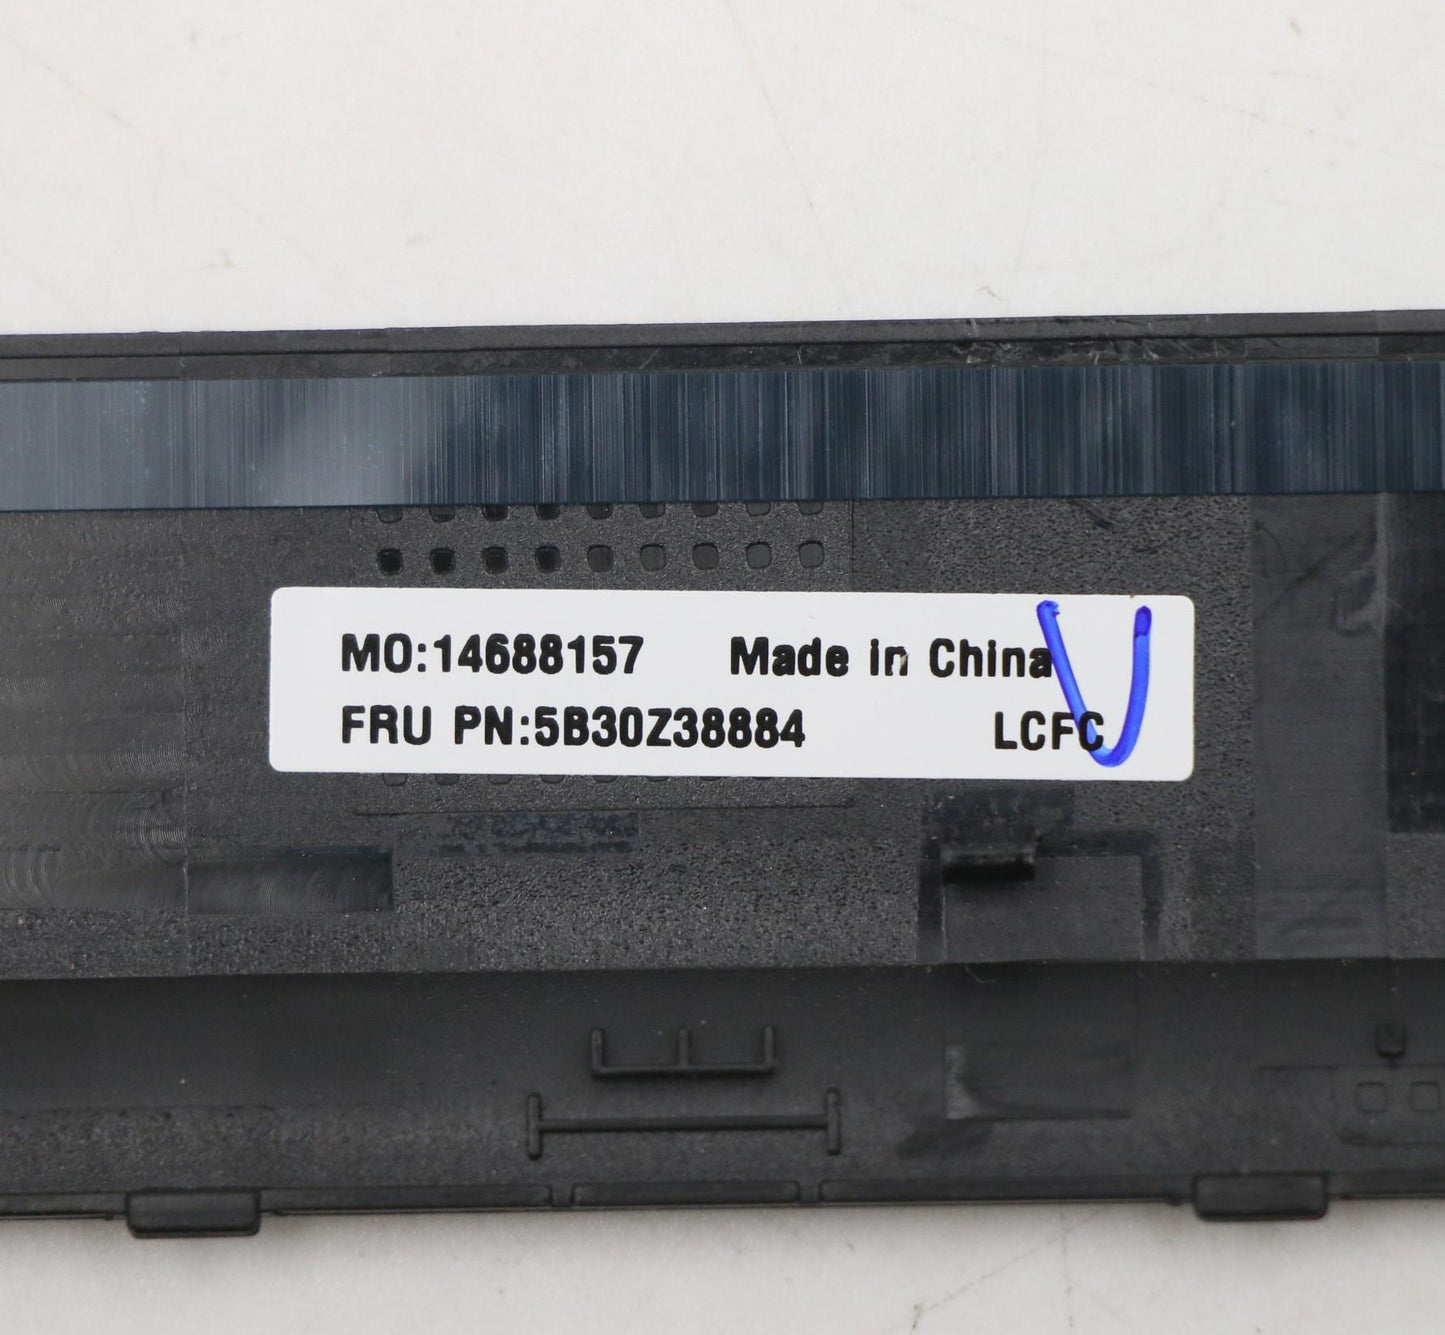 MO:14688157 Made in China
FRU PN:5B30Z38884 LCFC